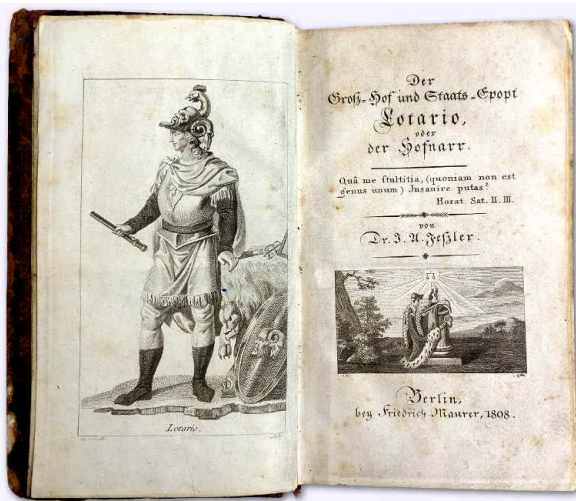 Lotario.
Der
Groß-Hof und Staats-Epopt
Lotario,
oder
der Hofnarr.
Quâ me stultitia, (quoniam non est
genus unum) Insanire putas?
Horat. Sat. II. III.
von
Dr. I. A. Feßler.
Berlin,
bey Friedrich Maurer, 1808.